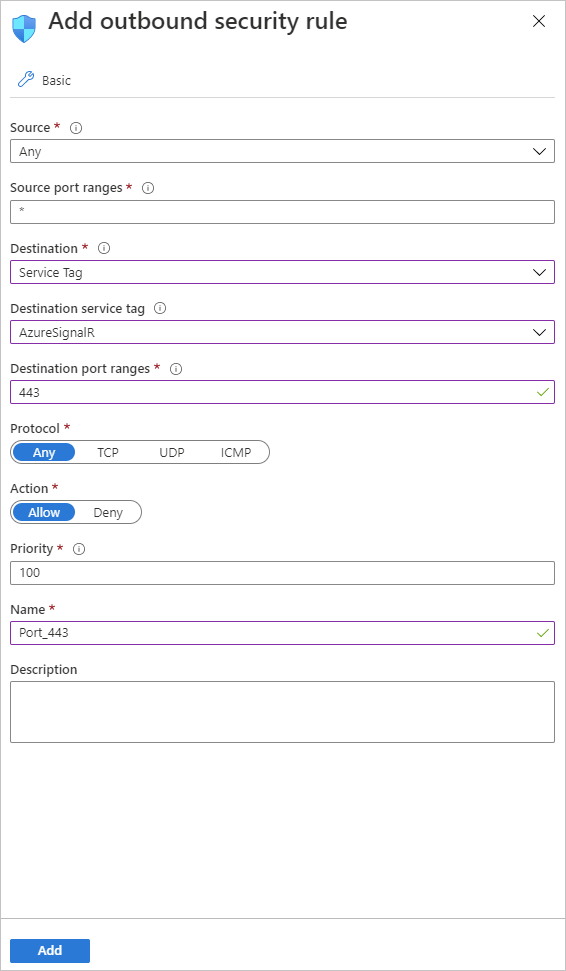 Add outbound security rule
Basic
Source *
Any
Source port ranges *
*
Destination *
Service Tag
Destination service tag
AzureSignalR
Destination port ranges *
443
Protocol *
Any TCP UDP ICMP
Action *
Allow Deny
Priority *
100
Name *
Port_443
Description
Add